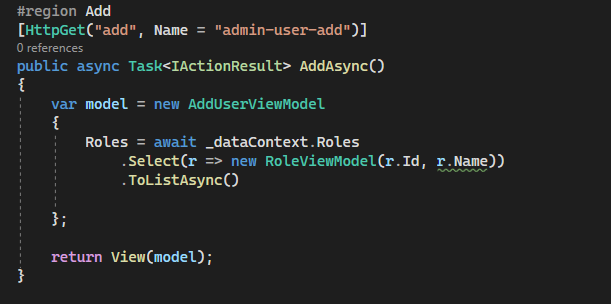 #region Add
[HttpGet("add", Name = "admin-user-add")]
0 references
public async Task<IActionResult> AddAsync()
{
    var model = new AddUserViewModel
    {
        Roles = await _dataContext.Roles
            .Select(r => new RoleViewModel(r.Id, r.Name))
            .ToListAsync()
    };
    return View(model);
}